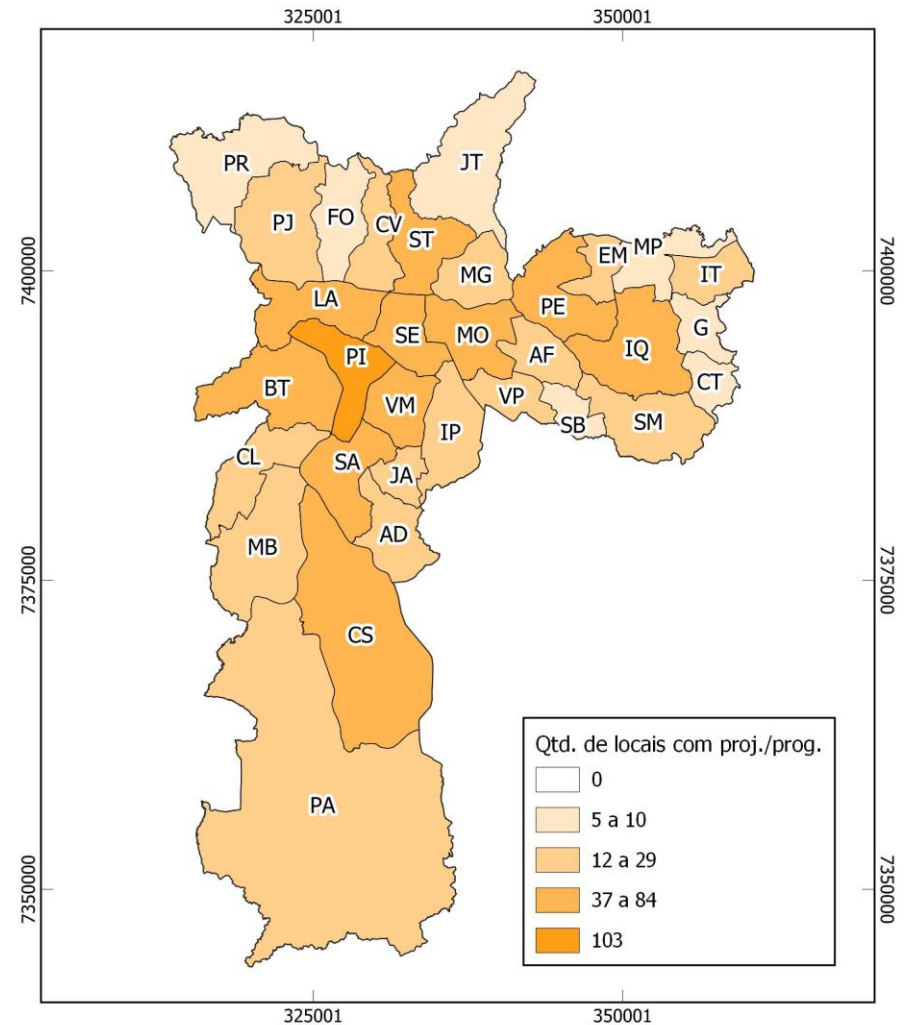 325001
350001
7400000
7400000
7375000
7375000
7350000
7350000
PR
JT
PJ
FO
CV
ST
MG
EM
MP
IT
LA
PE
SE
MO
G
PI
AF
IQ
BT
CT
VM
VP
SB
SM
IP
CL
SA
JA
MB
AD
CS
PA
Qtd. de locais com proj./prog.
0
5 a 10
12 a 29
37 a 84
103
325001
350001